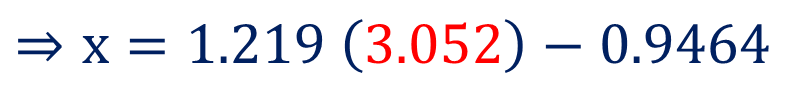 ⇒ x = 1.219 (3.052) − 0.9464